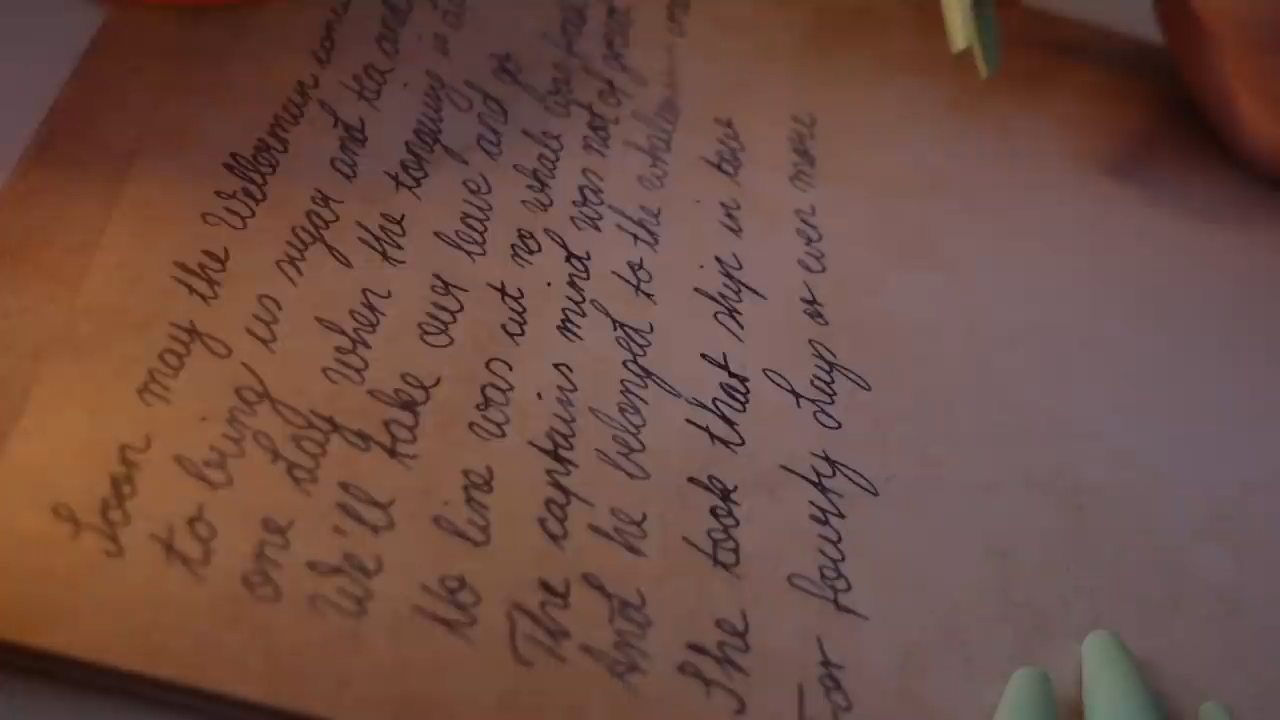 Soon may the Wellerman come
to bring us sugar and tea and
one day when the tonguing is
We'll take our leave and go
No line was cut no whale was
The captains mind was not of
And he belonged to the
She took that ship in tow
For fourty days or even more